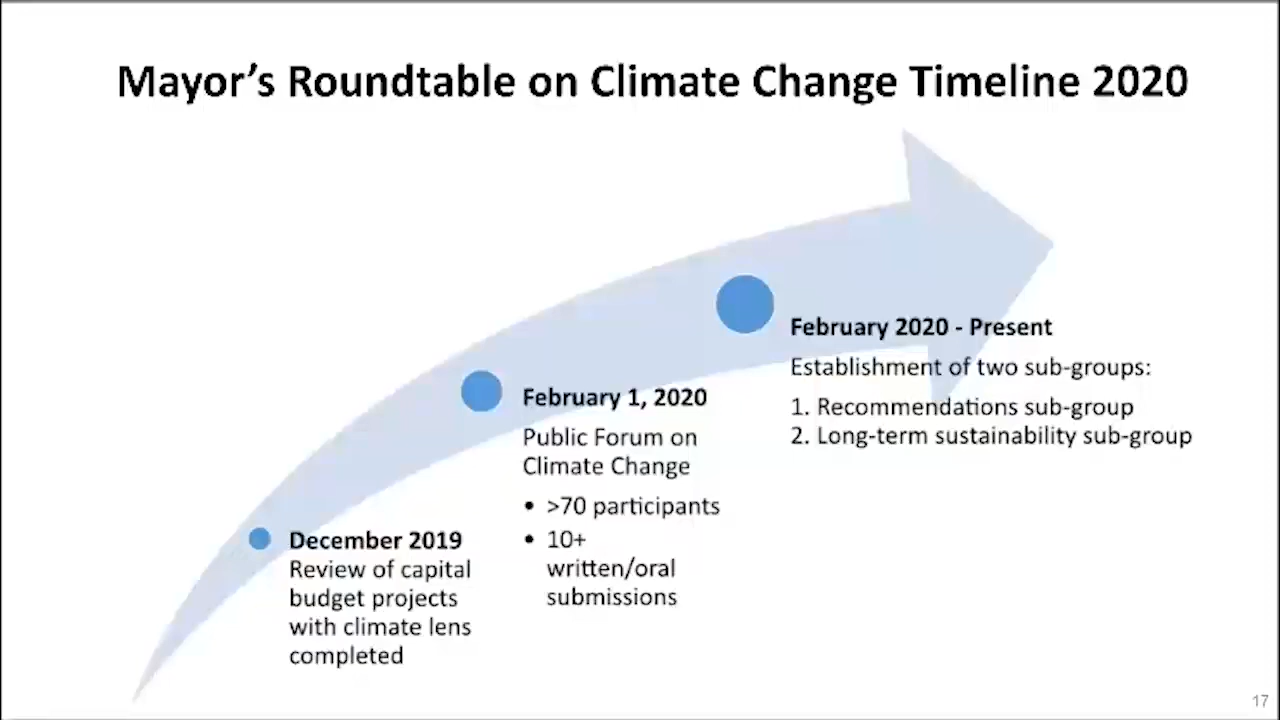 Mayor’s Roundtable on Climate Change Timeline 2020
December 2019
Review of capital
budget projects
with climate lens
completed
February 1, 2020
Public Forum on
Climate Change
• >70 participants
• 10+
written/oral
submissions
February 2020 - Present
Establishment of two sub-groups:
1. Recommendations sub-group
2. Long-term sustainability sub-group
17